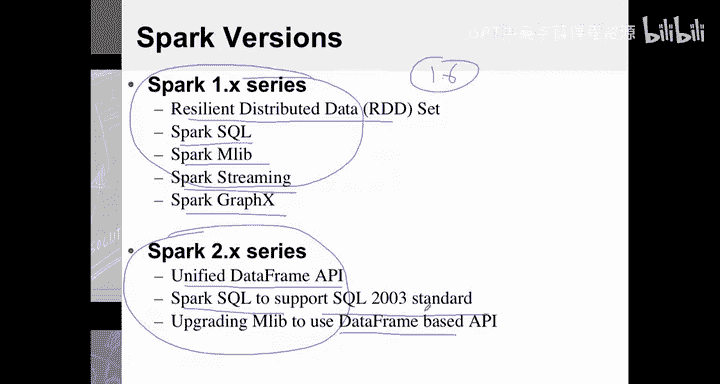 Spark Versions
bilibili
1.6
• Spark 1.x series
– Resilient Distributed Data (RDD) Set
– Spark SQL
– Spark Mlib
– Spark Streaming
– Spark GraphX
• Spark 2.x series
– Unified DataFrame API
– Spark SQL to support SQL 2003 standard
– Upgrading Mlib to use DataFrame based API